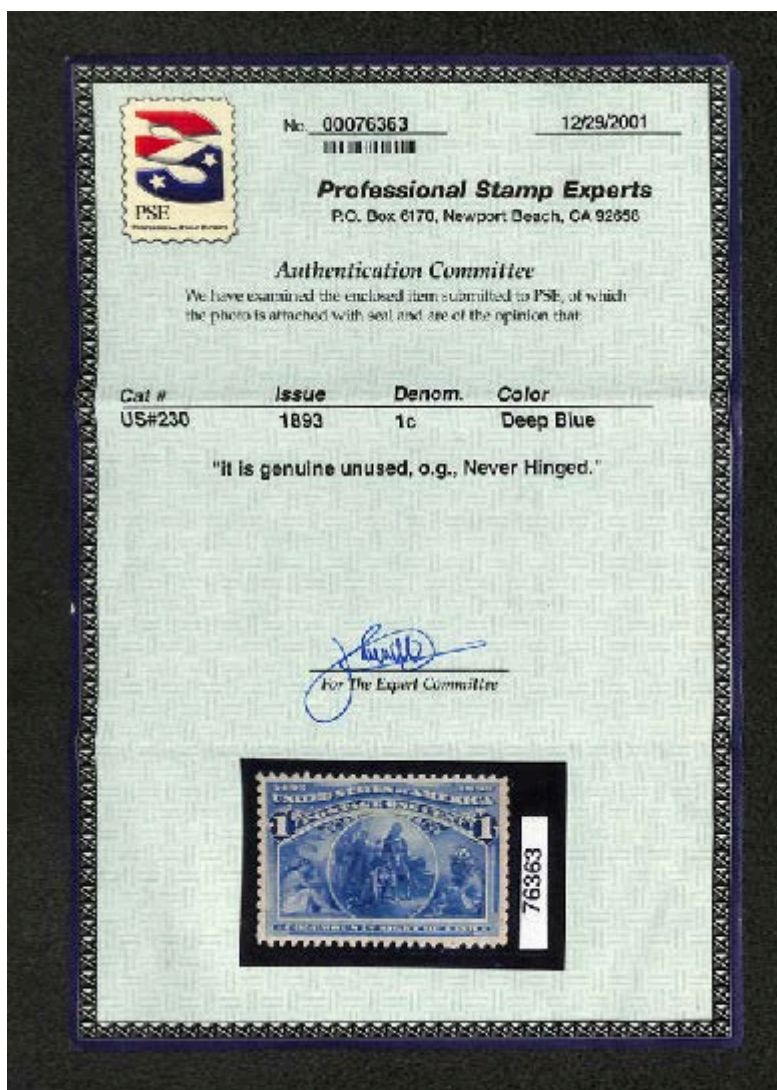 No. 00076363
12/29/2001
PSE
Professional Stamp Experts
P.O. Box 6170, Newport Beach, CA 92658
Authentication Committee
We have examined the enclosed item submitted to PSE, of which
the photo is attached with seal and are of the opinion that:
Cat # Issue Denom. Color
US#230 1893 1c Deep Blue
"it is genuine unused, o.g., Never Hinged."
For The Expert Committee
UNITED STATES OF AMERICA
1 1
76363